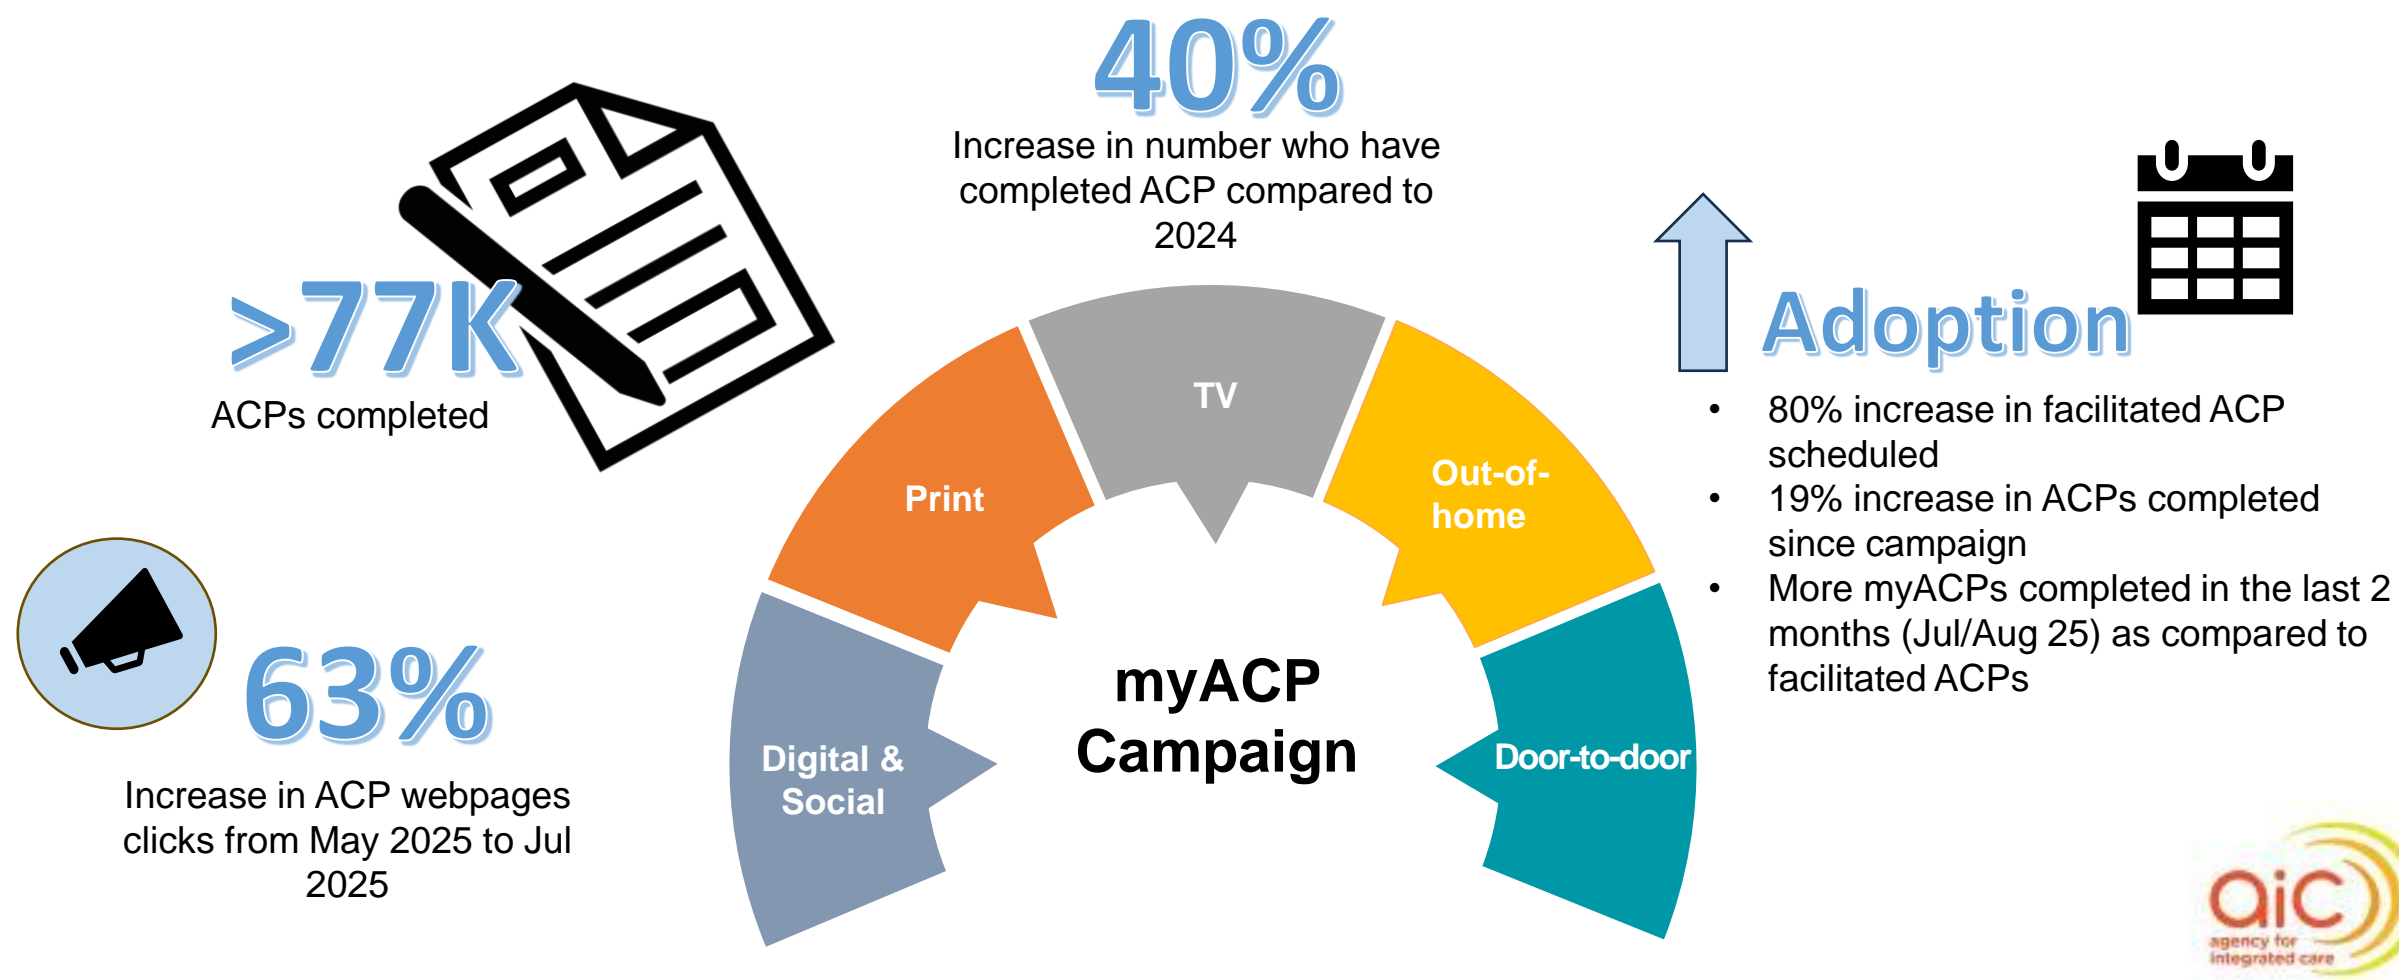 40%
Increase in number who have
completed ACP compared to
2024
>77K
ACPs completed
63%
Increase in ACP webpages
clicks from May 2025 to Jul
2025
Digital &
Social
Print
TV
Out-of-
home
Door-to-door
myACP
Campaign
Adoption
• 80% increase in facilitated ACP
scheduled
• 19% increase in ACPs completed
since campaign
• More myACPs completed in the last 2
months (Jul/Aug 25) as compared to
facilitated ACPs
aic
agency for
integrated care